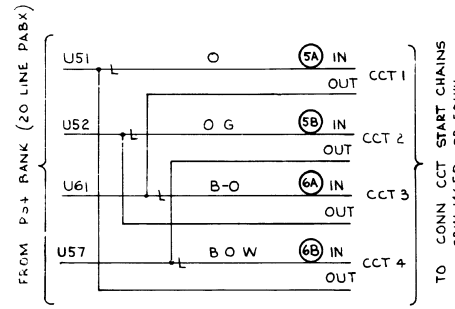 FROM P3+ BANK (20 LINE PABX)
U51 O 5A IN
OUT CCT 1
U52 O G 5B IN
OUT CCT 2
U61 B-O 6A IN
OUT CCT 3
U57 B O W 6B IN
OUT CCT 4
TO CONN CCT START CHAINS